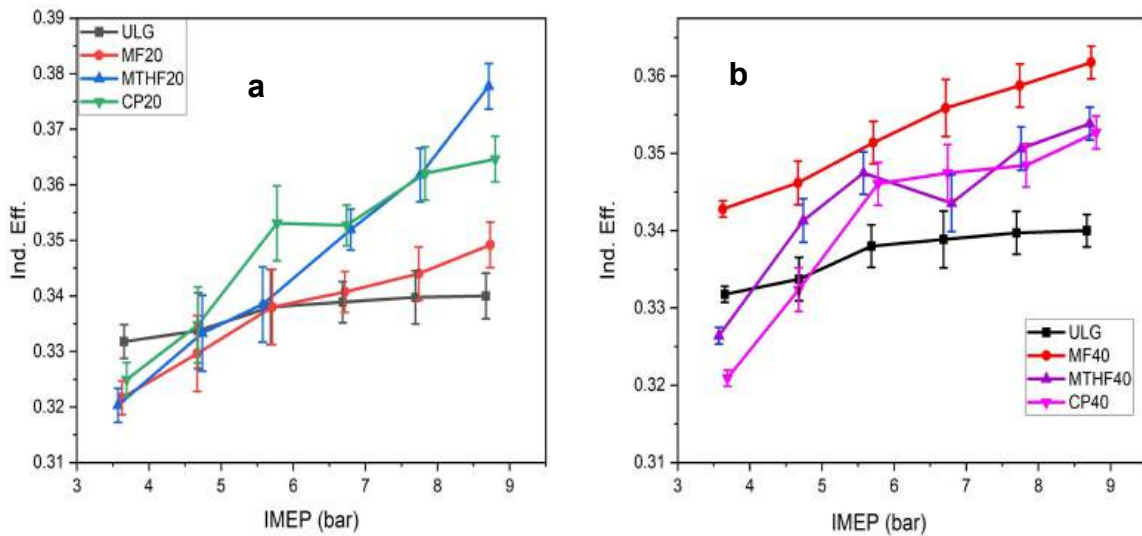 a
ULG
MF20
MTHF20
CP20
0.39
0.38
0.37
0.36
0.35
0.34
0.33
0.32
0.31
Ind. Eff.
3 4 5 6 7 8 9
IMEP (bar)
b
0.36
0.35
0.34
0.33
0.32
0.31
Ind. Eff.
ULG
MF40
MTHF40
CP40
3 4 5 6 7 8 9
IMEP (bar)